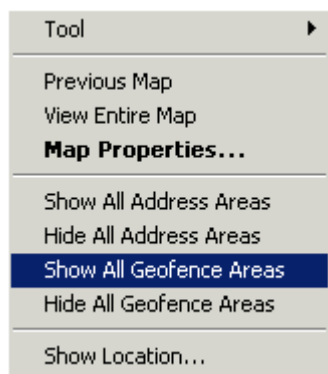 Tool
Previous Map
View Entire Map
Map Properties...
Show All Address Areas
Hide All Address Areas
Show All Geofence Areas
Hide All Geofence Areas
Show Location...